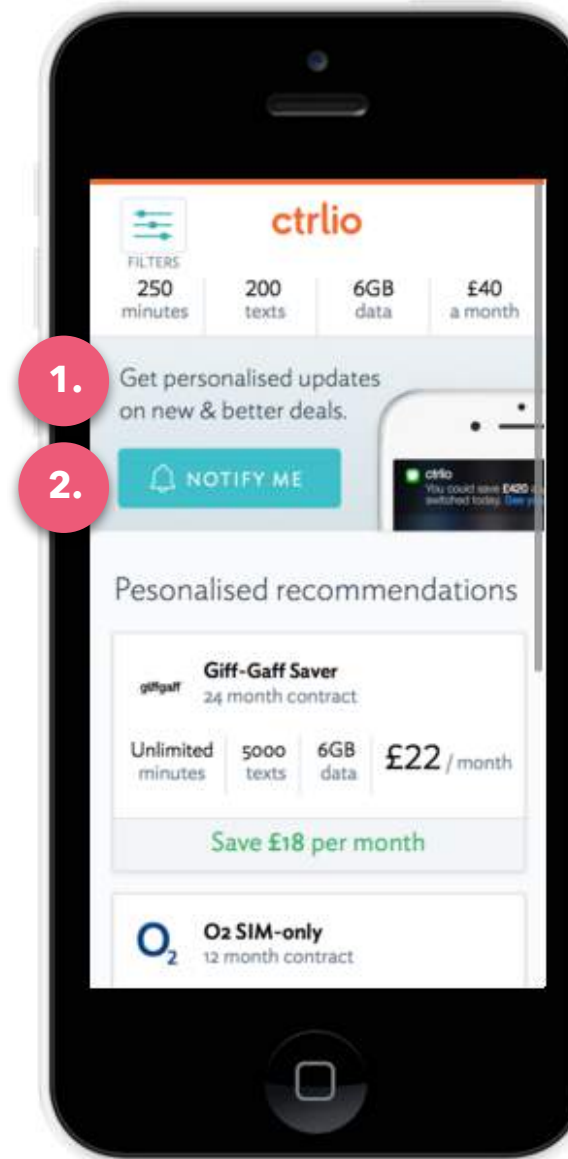 ctrlio
FILTERS
250 200 6GB £40
minutes texts data a month
1.
Get personalised updates
on new & better deals.
2.
NOTIFY ME
ctrlio
You could save £420
switched today. See
Pesonalised recommendations
giffgaff
Giff-Gaff Saver
24 month contract
Unlimited 5000 6GB £22 / month
minutes texts data
Save £18 per month
O2
O2 SIM-only
12 month contract